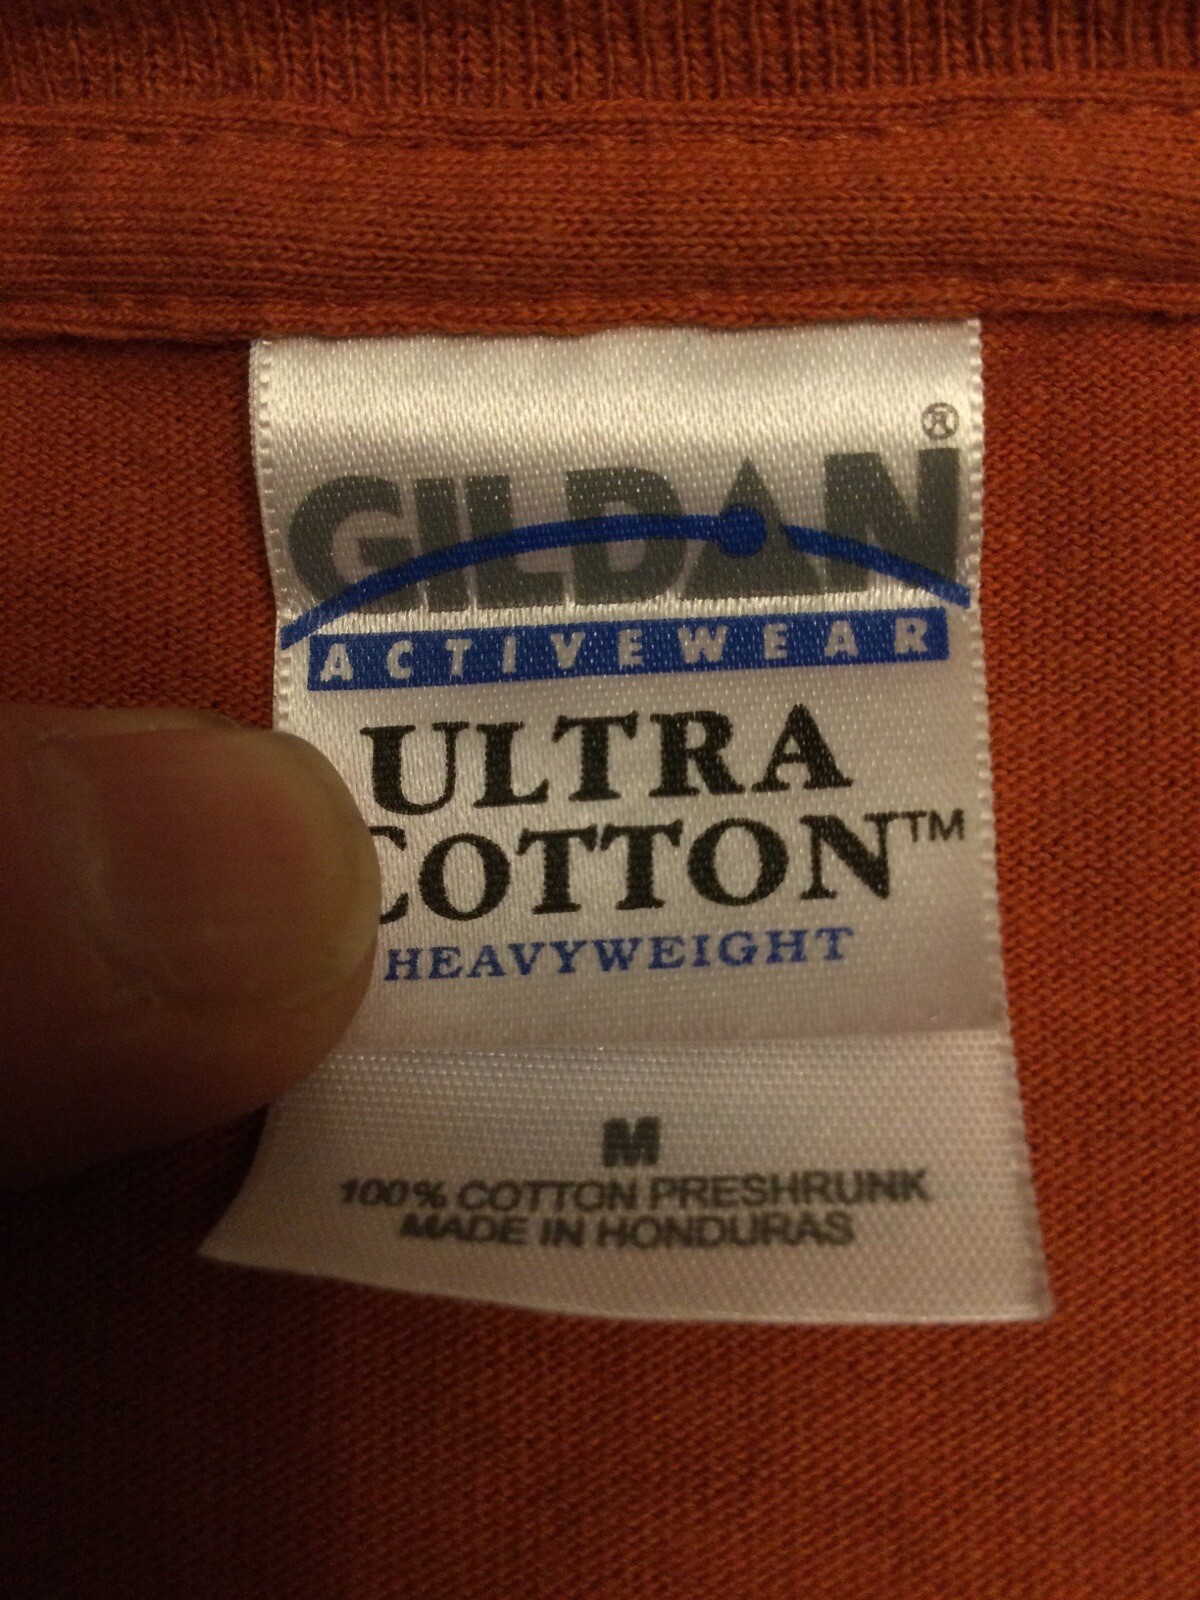 ®
GILDAN
ACTIVEWEAR
ULTRA
COTTON™
HEAVYWEIGHT
M
100% COTTON PRESHRUNK
MADE IN HONDURAS